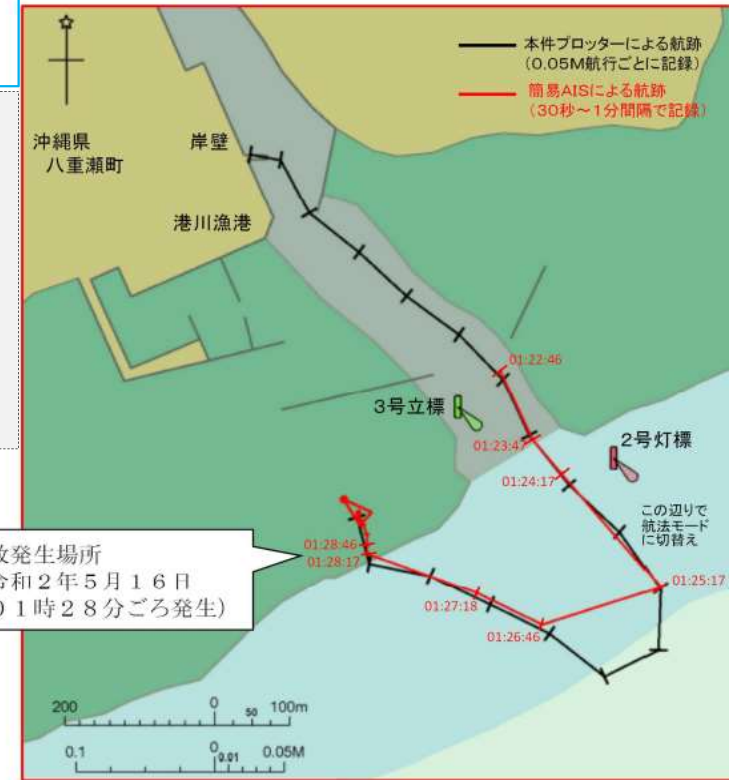 本件プロッターによる航跡
(0.05M航行ごとに記録)
簡易AISによる航跡
(30秒~1分間隔で記録)
沖縄県
八重瀬町
岸壁
港川漁港
01:22:46
3号立標
01:23:47
2号灯標
01:24:17
この辺りで
航法モード
に切替え
01:25:17
01:28:46
01:28:17
01:27:18
01:26:46
故発生場所
和2年5月16日
1時28分ごろ発生)
200 0 50 100m
0.1 0 0.01 0.05M